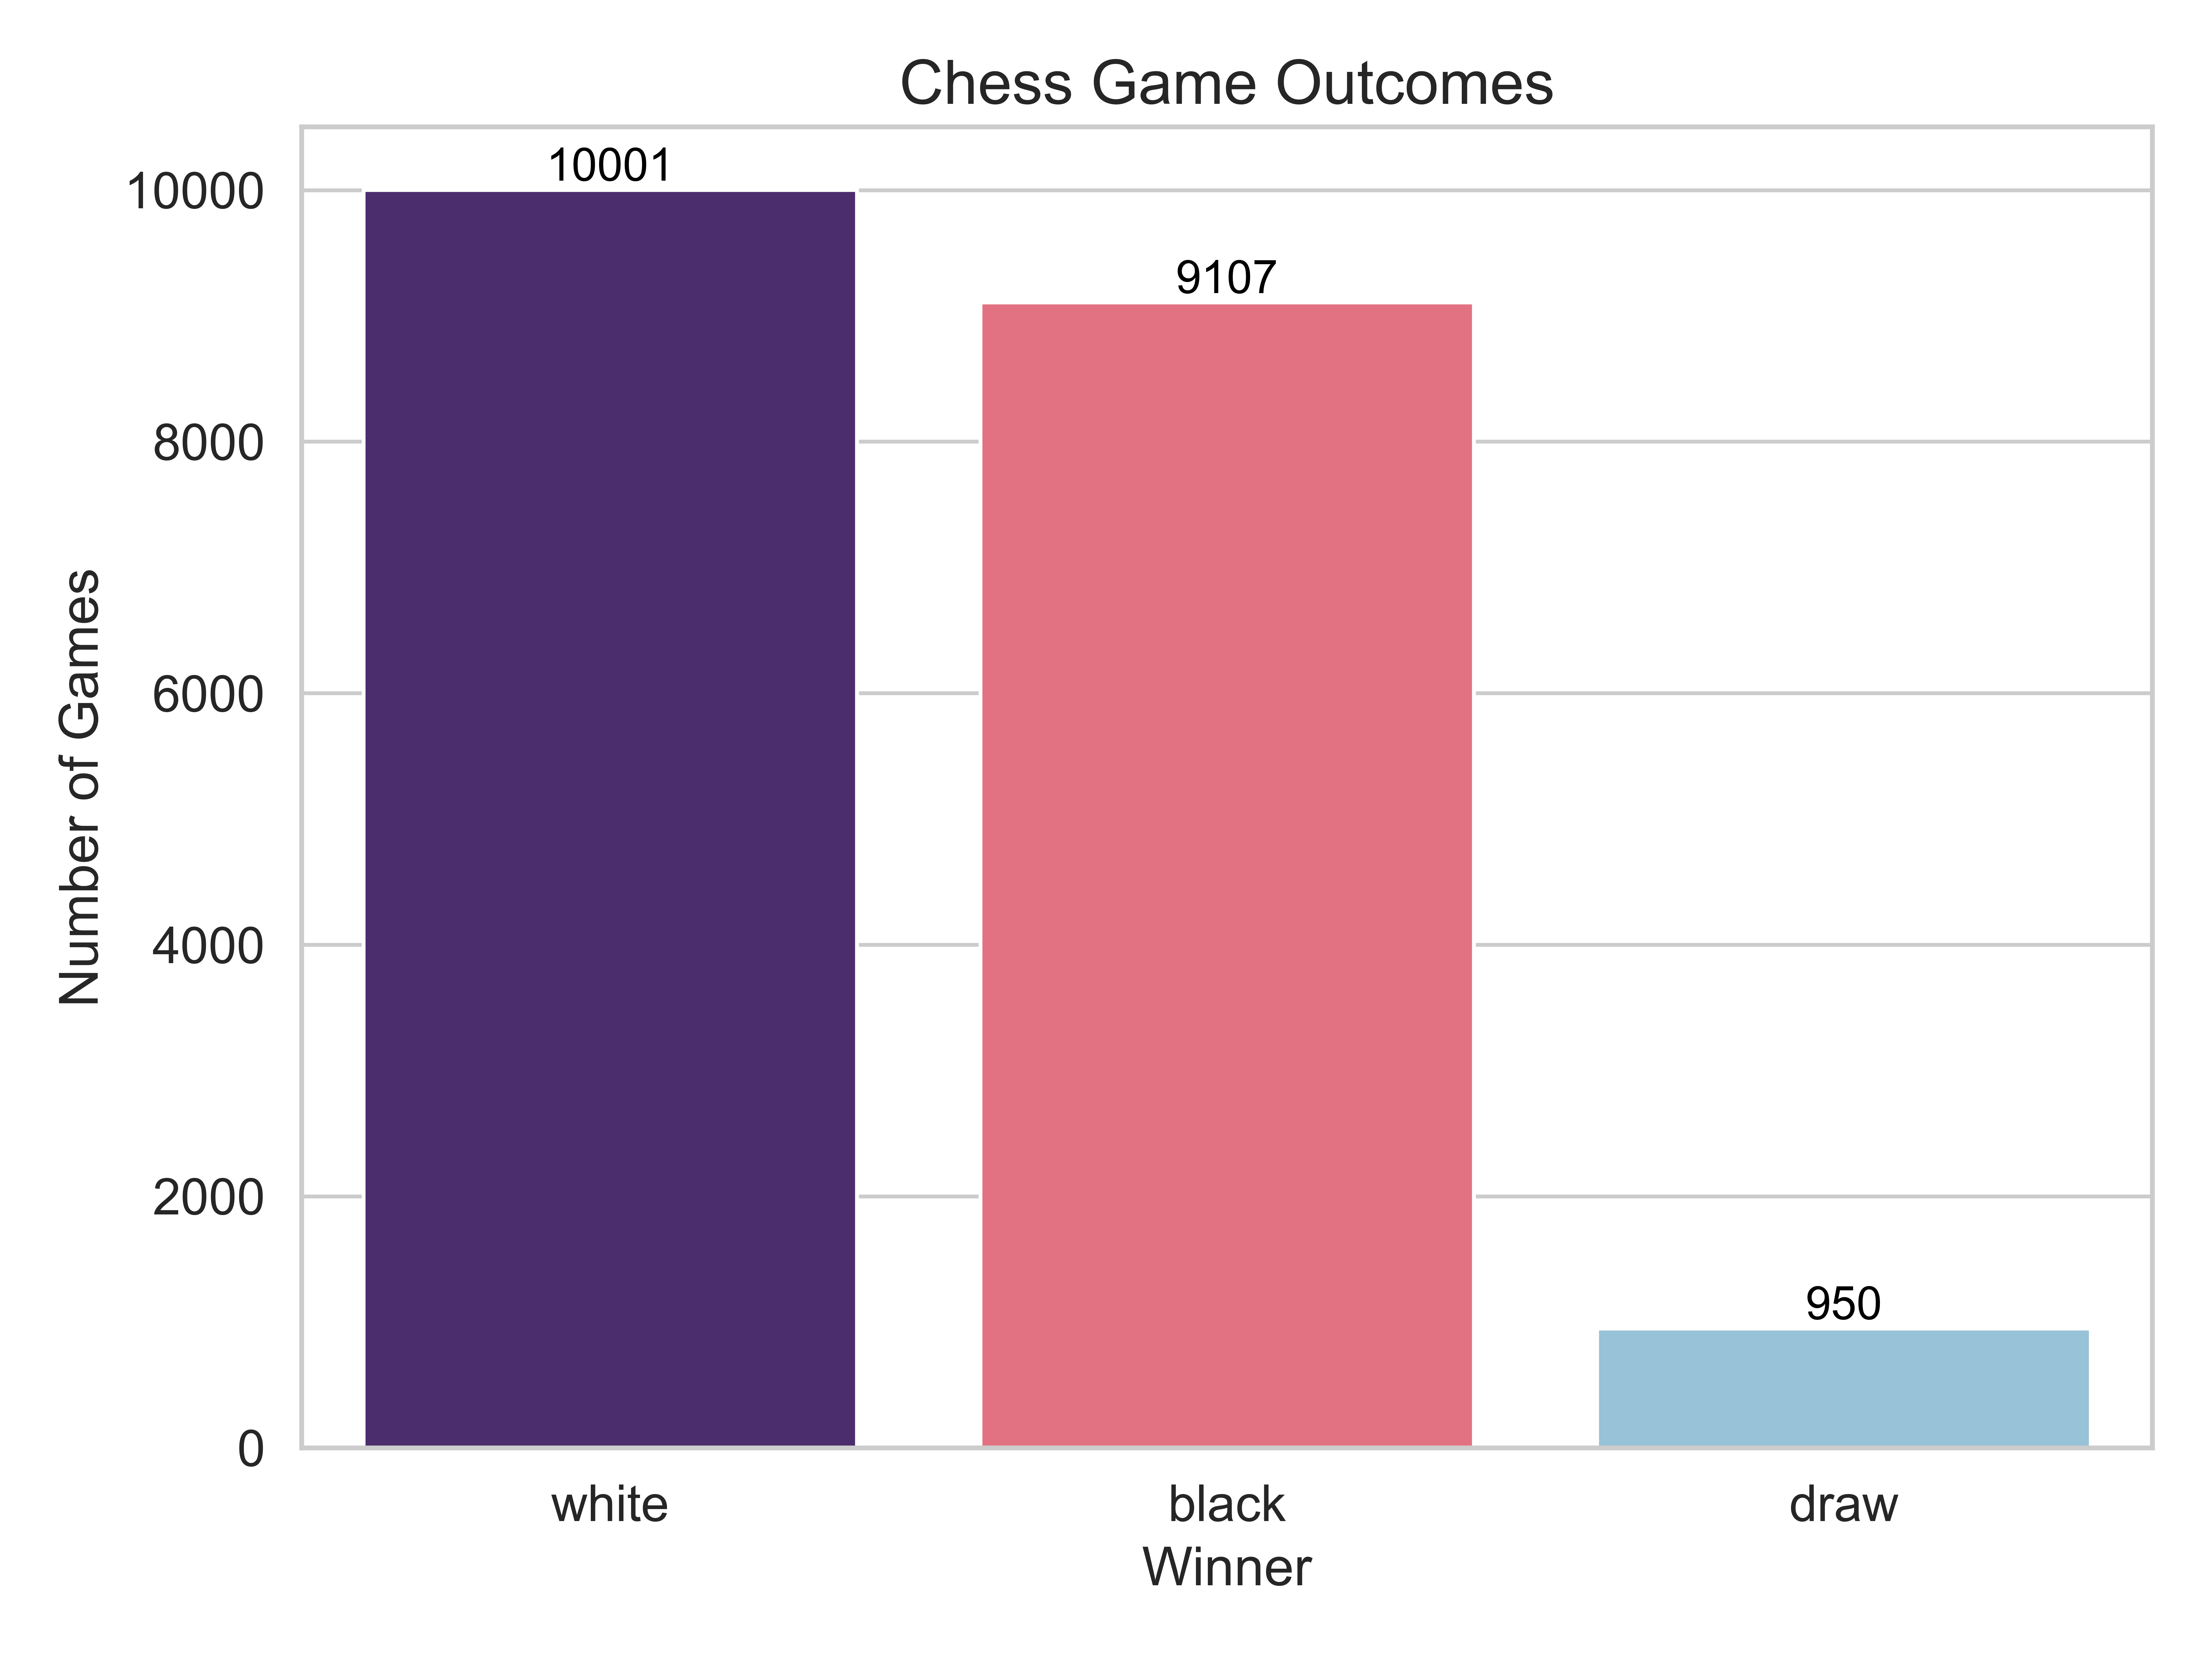 Chess Game Outcomes
10001
10000
9107
8000
6000
Number of Games
4000
2000
950
0
white
black
draw
Winner